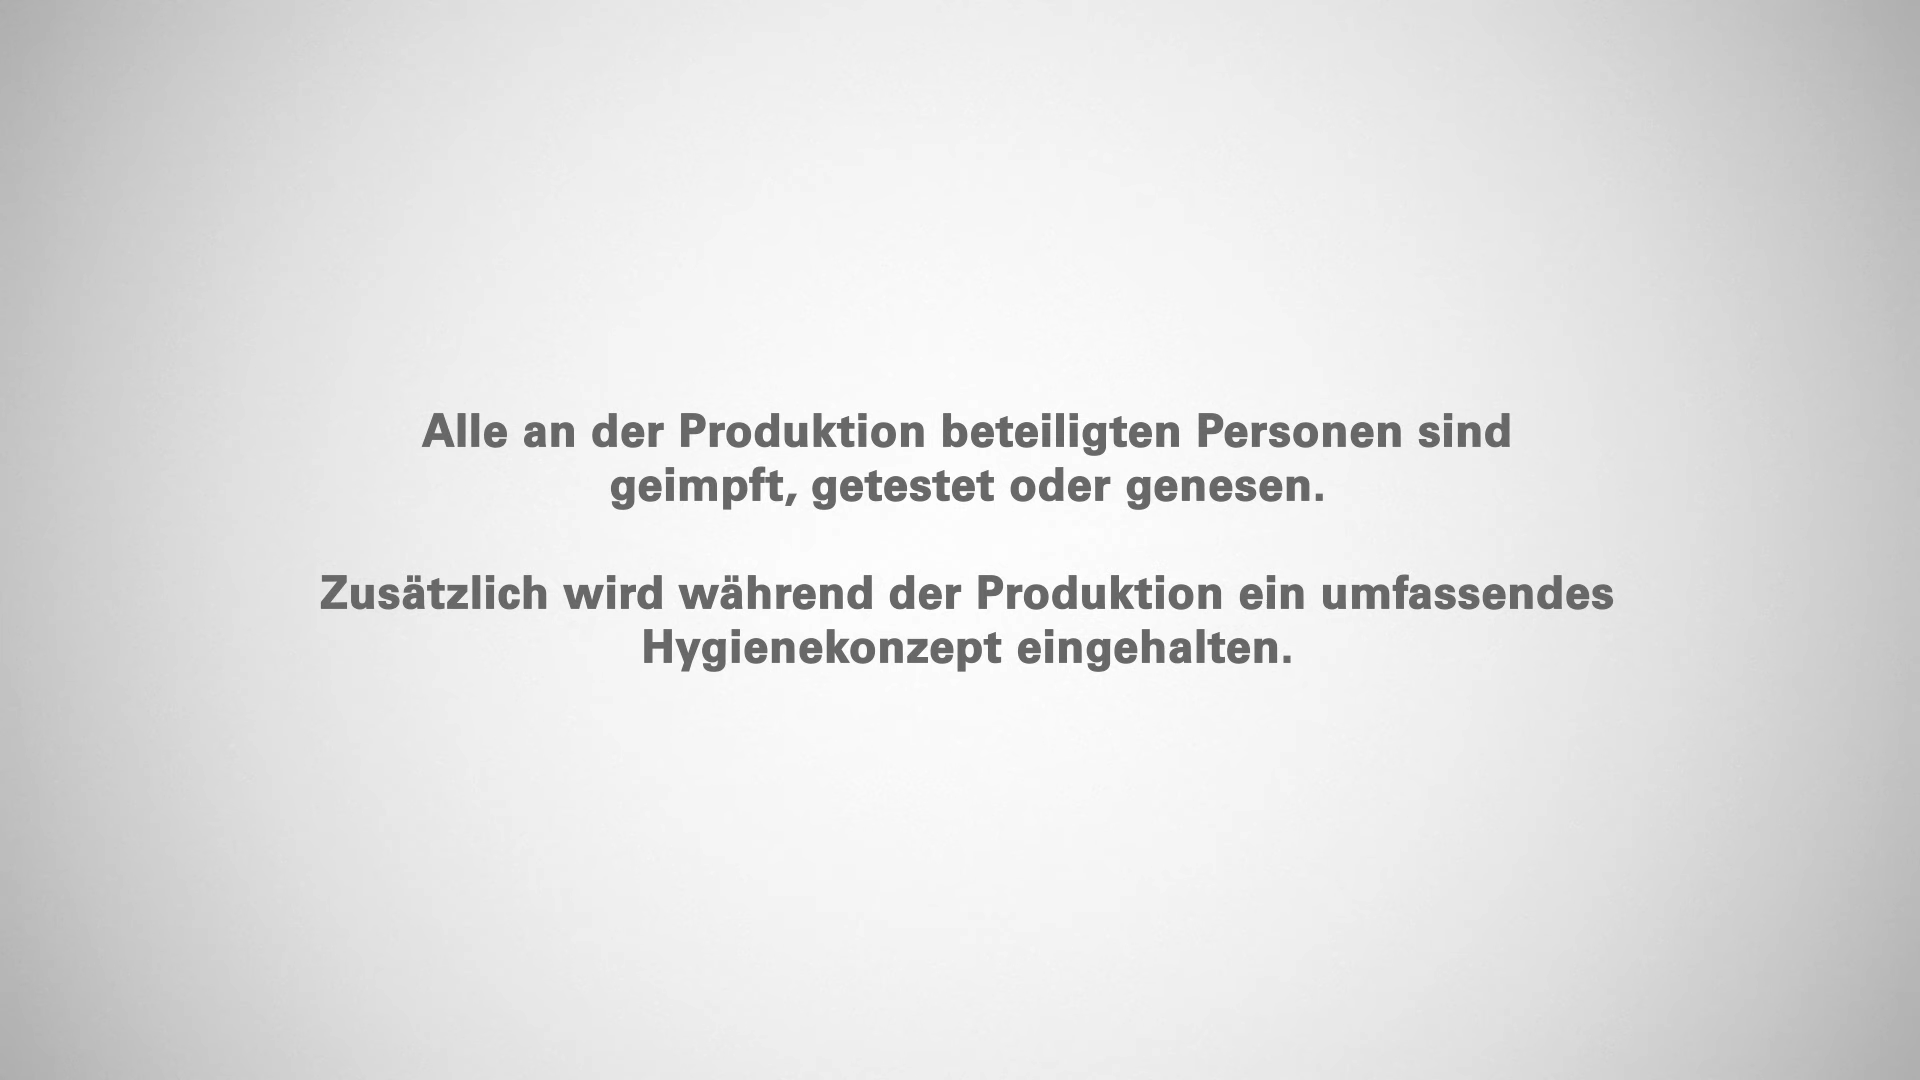 Alle an der Produktion beteiligten Personen sind
geimpft, getestet oder genesen.
Zusätzlich wird während der Produktion ein umfassendes
Hygienekonzept eingehalten.